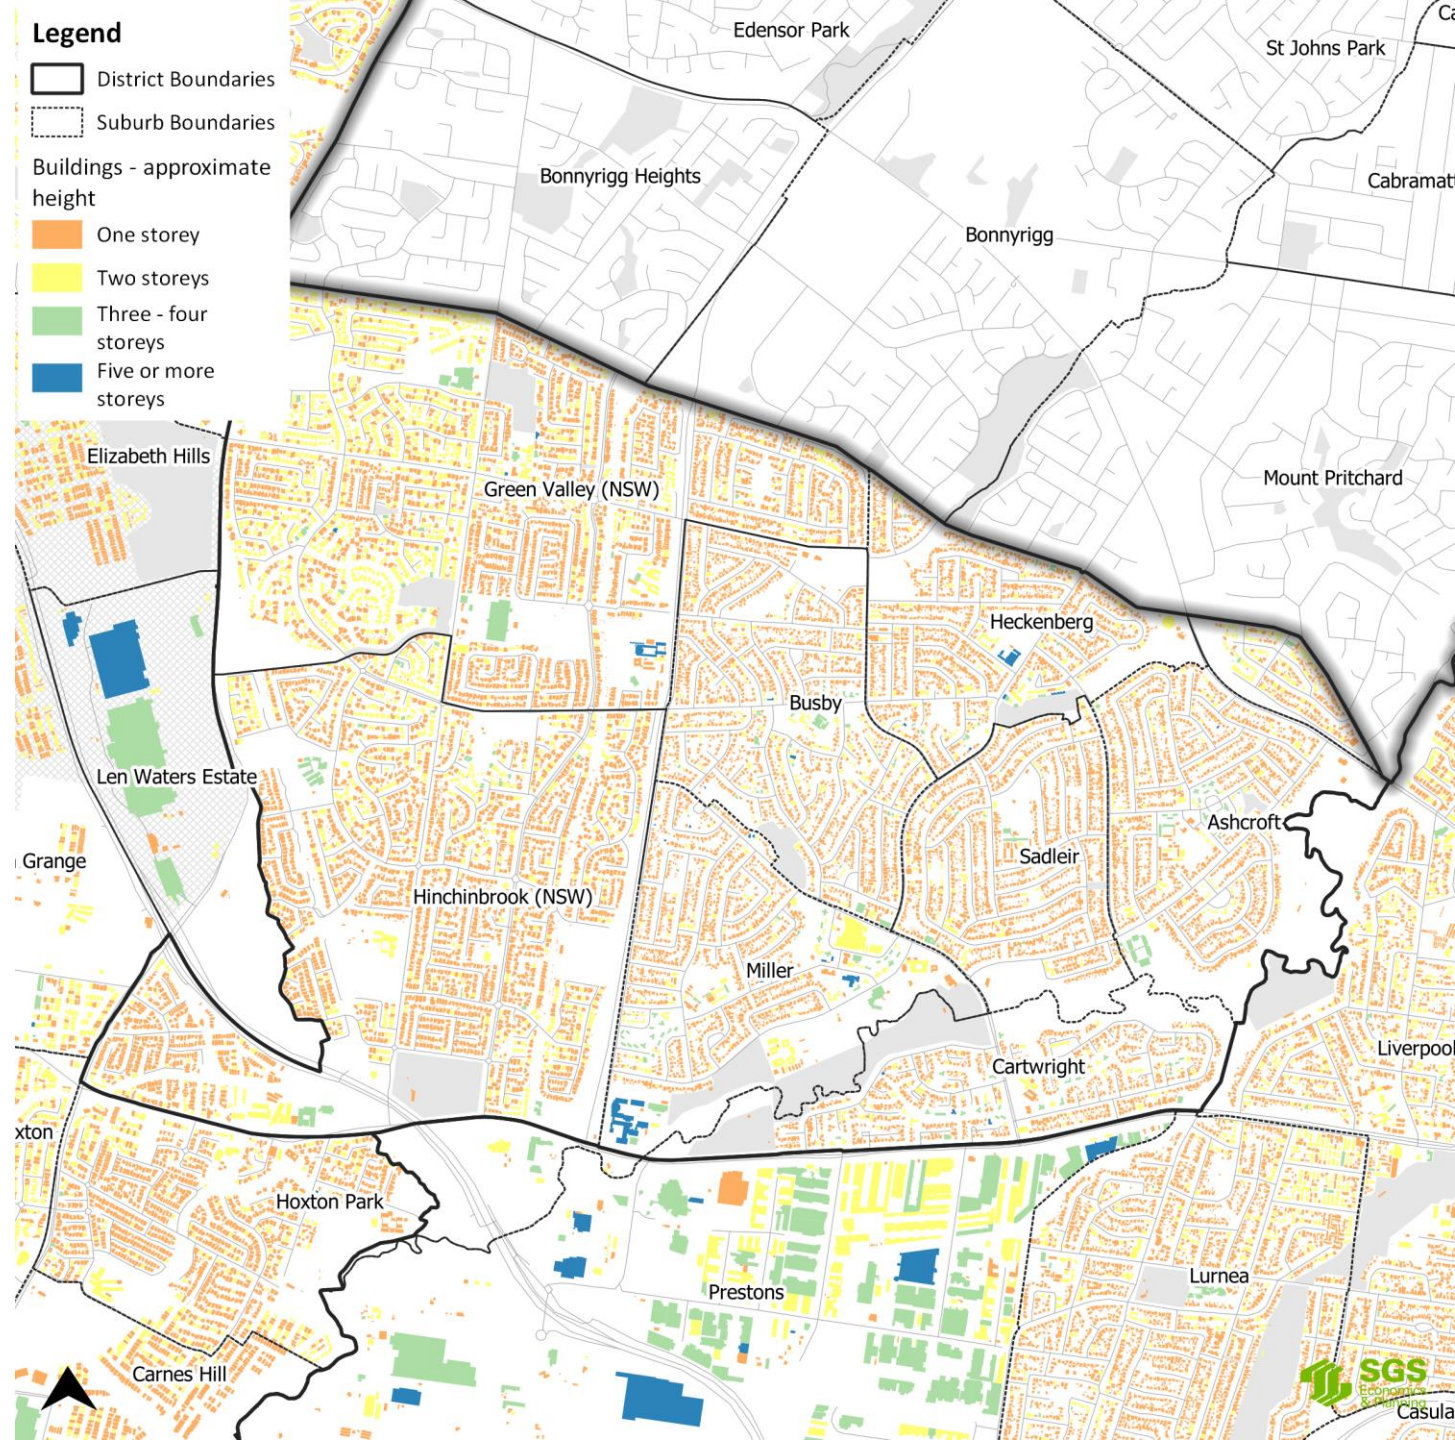 Legend
District Boundaries
Suburb Boundaries
Buildings - approximate
height
One storey
Two storeys
Three - four
storeys
Five or more
storeys
Edensor Park
St Johns Park
Bonnyrigg Heights
Bonnyrigg
Elizabeth Hills
Green Valley (NSW)
Mount Pritchard
Heckenberg
Busby
Len Waters Estate
Ashcroft
Sadleir
Grange
Hinchinbrook (NSW)
Miller
Liverpool
Cartwright
xton
Hoxton Park
Lurnea
Prestons
Carnes Hill
SGS
Economics
& Planning
Casula